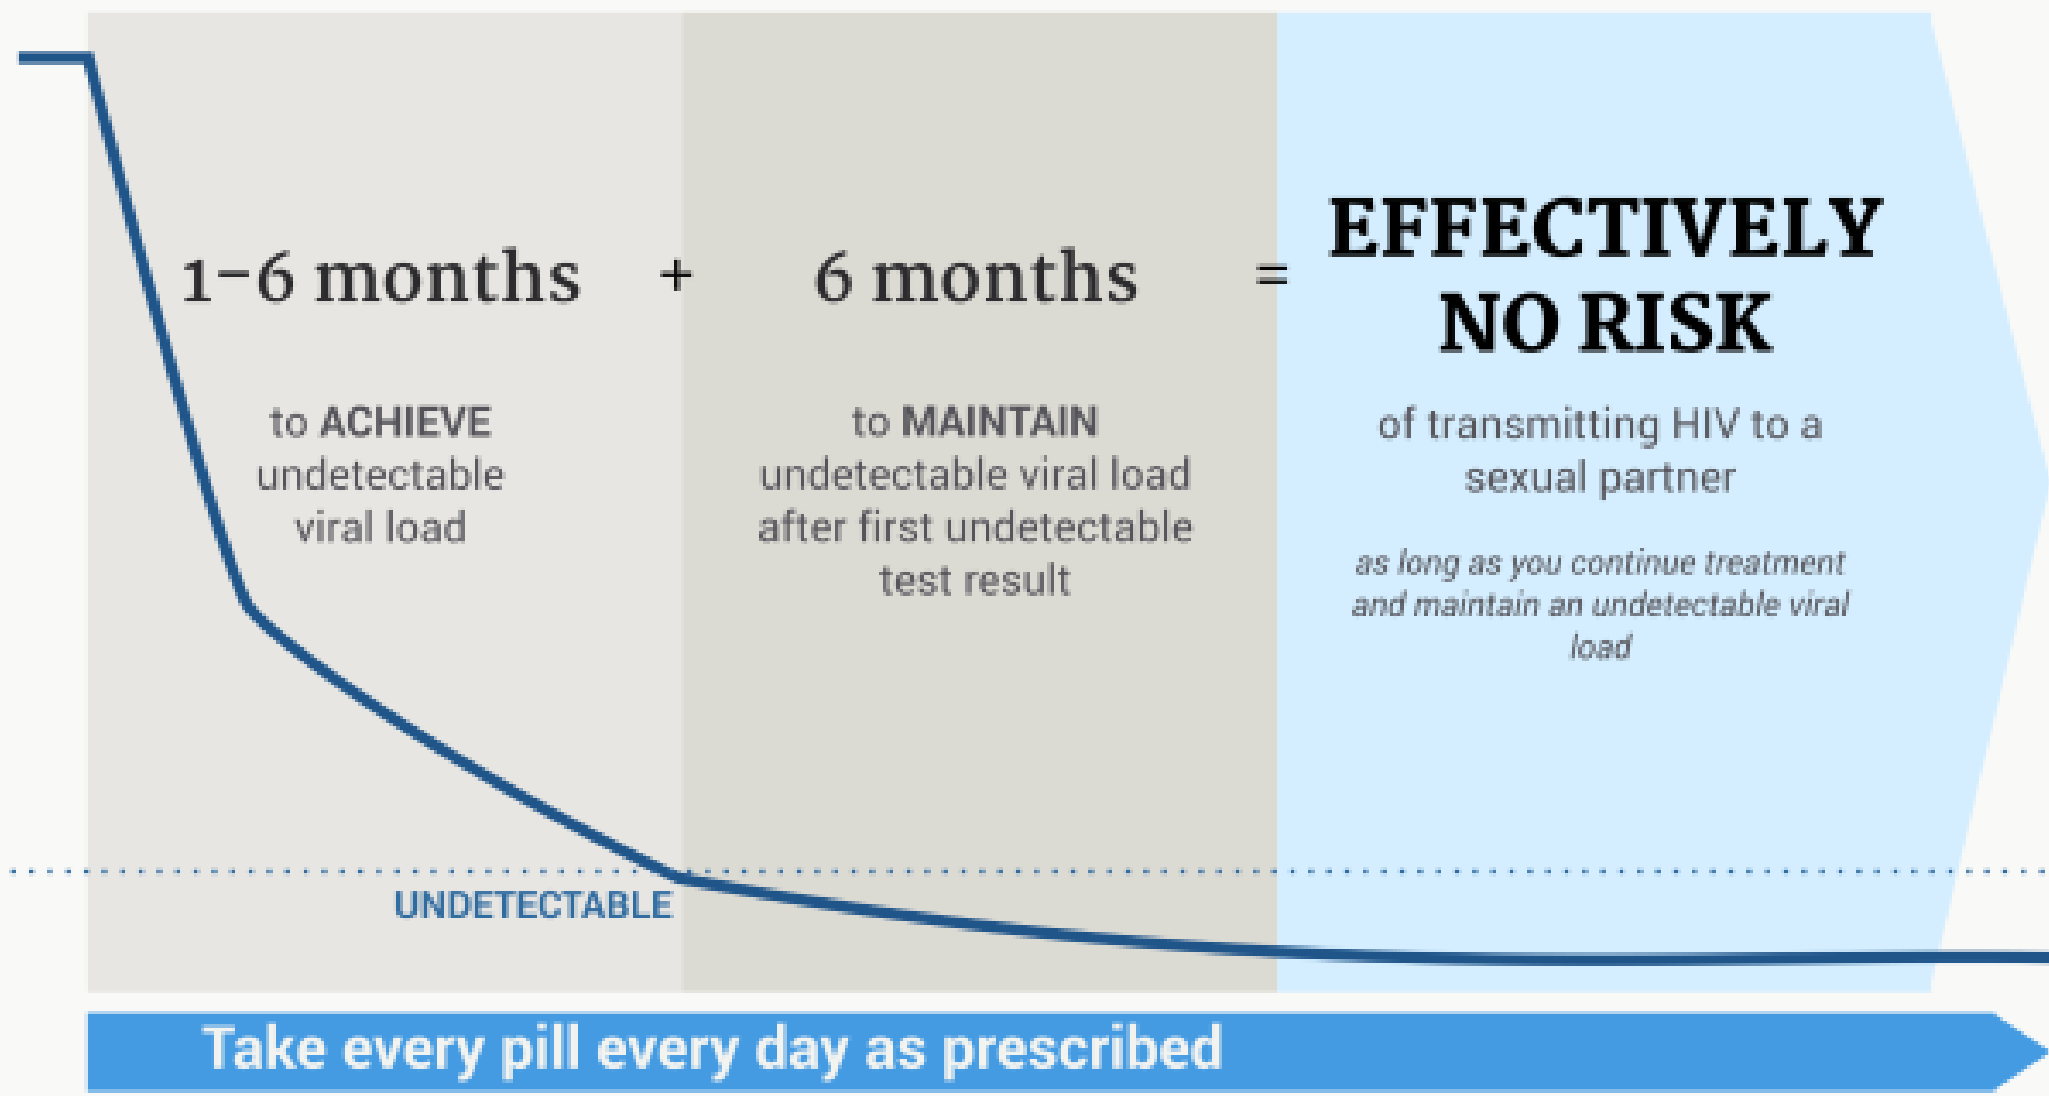 1–6 months
+
6 months
=
EFFECTIVELY
NO RISK
to ACHIEVE
undetectable
viral load
to MAINTAIN
undetectable viral load
after first undetectable
test result
of transmitting HIV to a
sexual partner
as long as you continue treatment
and maintain an undetectable viral
load
UNDETECTABLE
Take every pill every day as prescribed